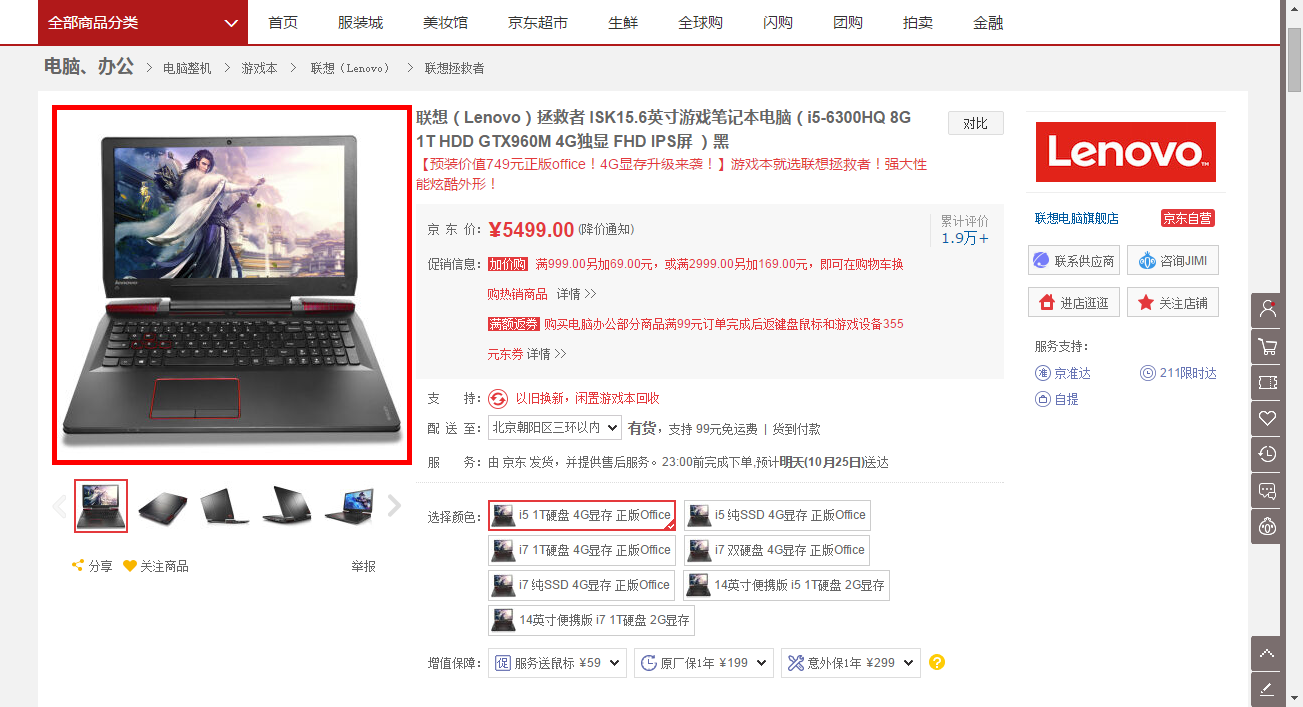 全部商品分类 首页 服装城 美妆馆 京东超市 生鲜 全球购 闪购 团购 拍卖 金融
电脑、办公 > 电脑整机 > 游戏本 > 联想（Lenovo） > 联想拯救者
联想（Lenovo）拯救者 ISK15.6英寸游戏笔记本电脑（i5-6300HQ 8G
1T HDD GTX960M 4G独显 FHD IPS屏 ）黑
对比
【预装价值749元正版office！4G显存升级来袭！】游戏本就选联想拯救者！强大性
能炫酷外形！
京 东 价: ¥5499.00 (降价通知)
累计评价
1.9万+
促销信息: 加价购 满999.00另加69.00元，或满2999.00另加169.00元，即可在购物车换
购热销商品 详情 >>
满额返券 购买电脑办公部分商品满99元订单完成后返键盘鼠标和游戏设备355
元东券 详情 >>
支 持: 以旧换新，闲置游戏本回收
配 送 至: 北京朝阳区三环以内 有货，支持 99元免运费 | 货到付款
服 务: 由 京东 发货，并提供售后服务。23:00前完成下单,预计明天(10月25日)送达
选择颜色: i5 1T硬盘 4G显存 正版Office i5 纯SSD 4G显存 正版Office
i7 1T硬盘 4G显存 正版Office i7 双硬盘 4G显存 正版Office
i7 纯SSD 4G显存 正版Office 14英寸便携版 i5 1T硬盘 2G显存
14英寸便携版 i7 1T硬盘 2G显存
增值保障: 促 服务送鼠标 ¥59 原厂保1年 ¥199 意外保1年 ¥299 ?
分享 关注商品 举报
Lenovo
联想电脑旗舰店 京东自营
联系供应商 咨询JIMI
进店逛逛 关注店铺
服务支持:
准 京准达 211限时达
自提